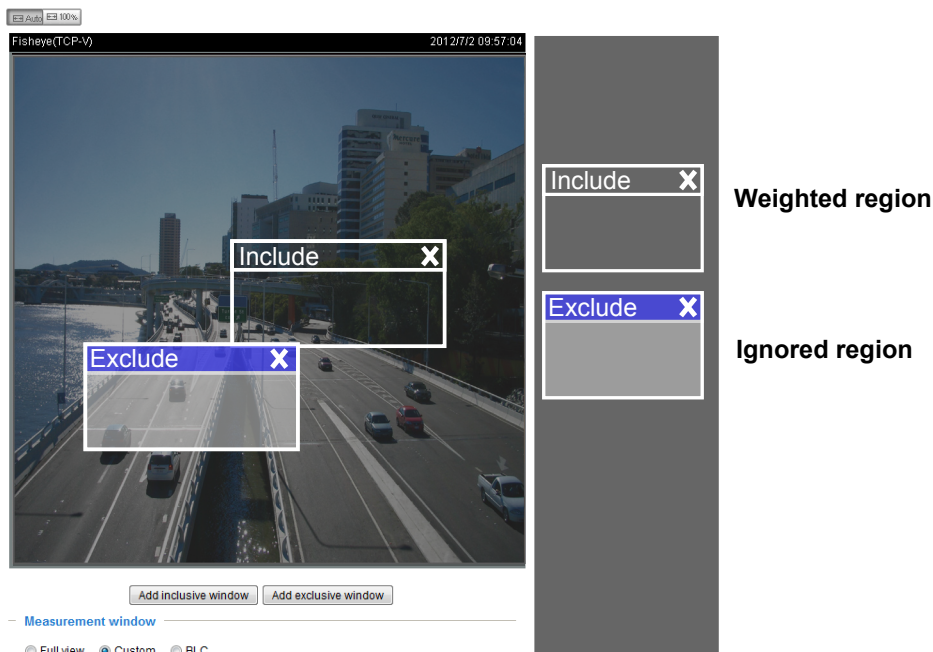 Auto 100%
Fisheye(TCP-V) 2012/7/2 09:57:04
Include
Weighted region
Include
Exclude
Ignored region
Exclude
Add inclusive window Add exclusive window
Measurement window
Full view Custom BLC